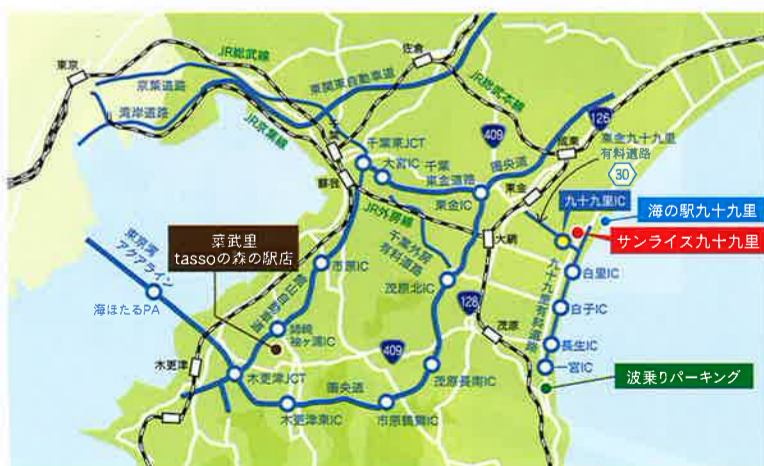 東京
JR総武線
京葉道路
湾岸道路
JR京葉線
東関東自動車道
佐倉
JR総武本線
409
成東
126
東金九十九里
有料道路
30
千葉東JCT
大宮IC
千葉
東金道路
圏央道
蘇我
東金
東金IC
九十九里IC
海の駅九十九里
サンライズ九十九里
JR外房線
大網
千葉外房
有料道路
菜武里
tassoの森の駅店
東京湾
アクアライン
海ほたるPA
市原IC
館山自動車道
茂原北IC
九十九里有料道路
白里IC
白子IC
128
茂原
姉崎
袖ヶ浦IC
409
長生IC
一宮IC
木更津
木更津JCT
圏央道
茂原長南IC
波乗りパーキング
木更津東IC
市原鶴舞IC